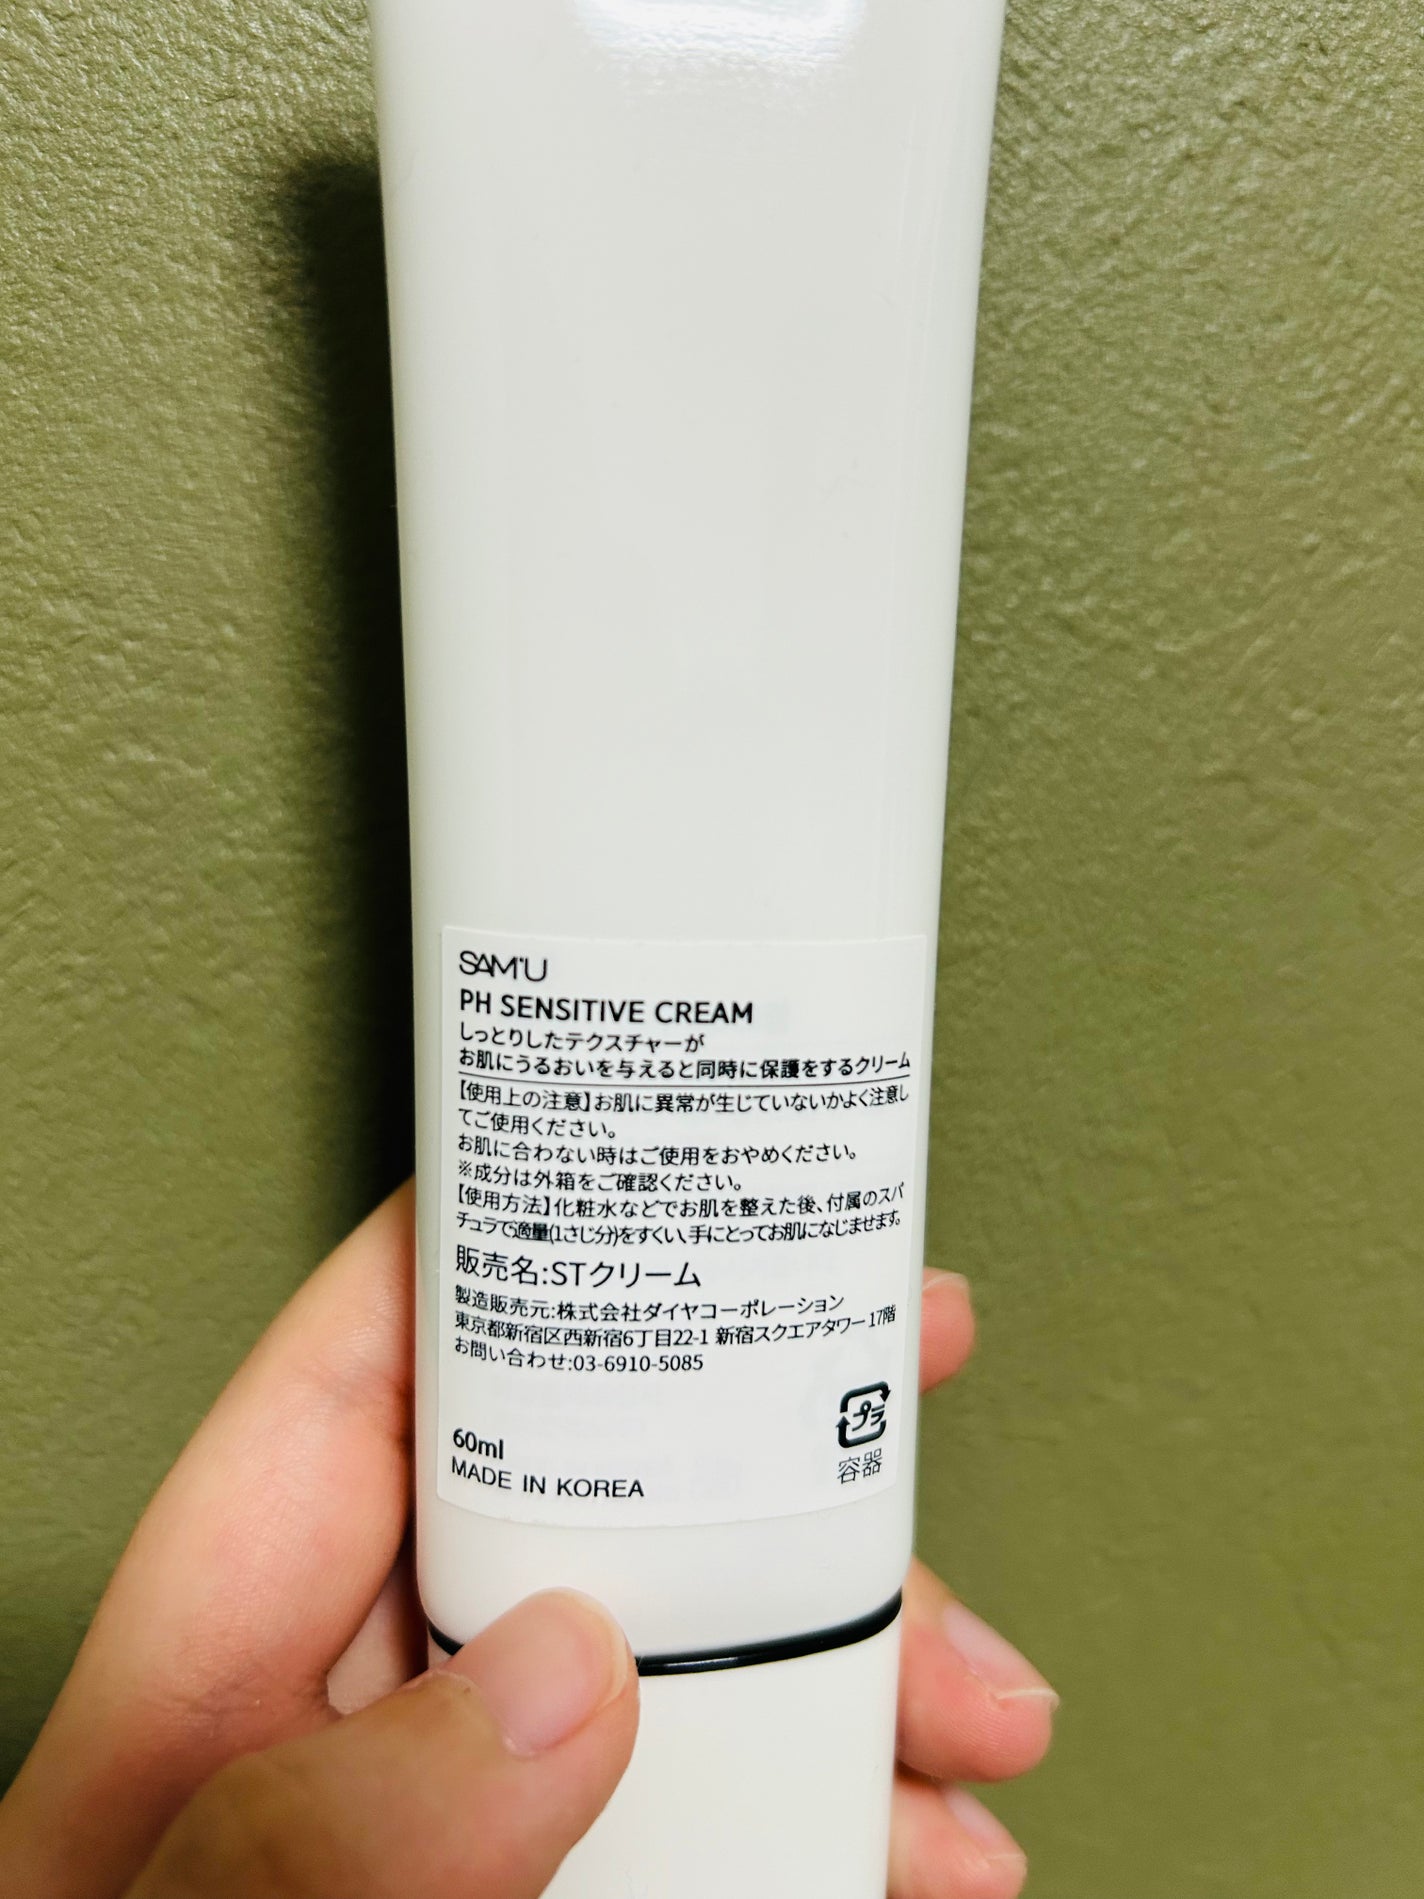 SAM'U
PH SENSITIVE CREAM
しっとりしたテクスチャーが
お肌にうるおいを与えると同時に保護をするクリーム
【使用上の注意】お肌に異常が生じていないかよく注意し
てご使用ください。
お肌に合わない時はご使用をおやめください。
※成分は外箱をご確認ください。
【使用方法】化粧水などでお肌を整えた後、付属のスパ
チュラで適量(1さじ分)をすくい、手にとってお肌になじませます。
販売名:STクリーム
製造販売元:株式会社ダイヤコーポレーション
東京都新宿区西新宿6丁目22-1 新宿スクエアタワー 17階
お問い合わせ:03-6910-5085
プラ
容器
60ml
MADE IN KOREA